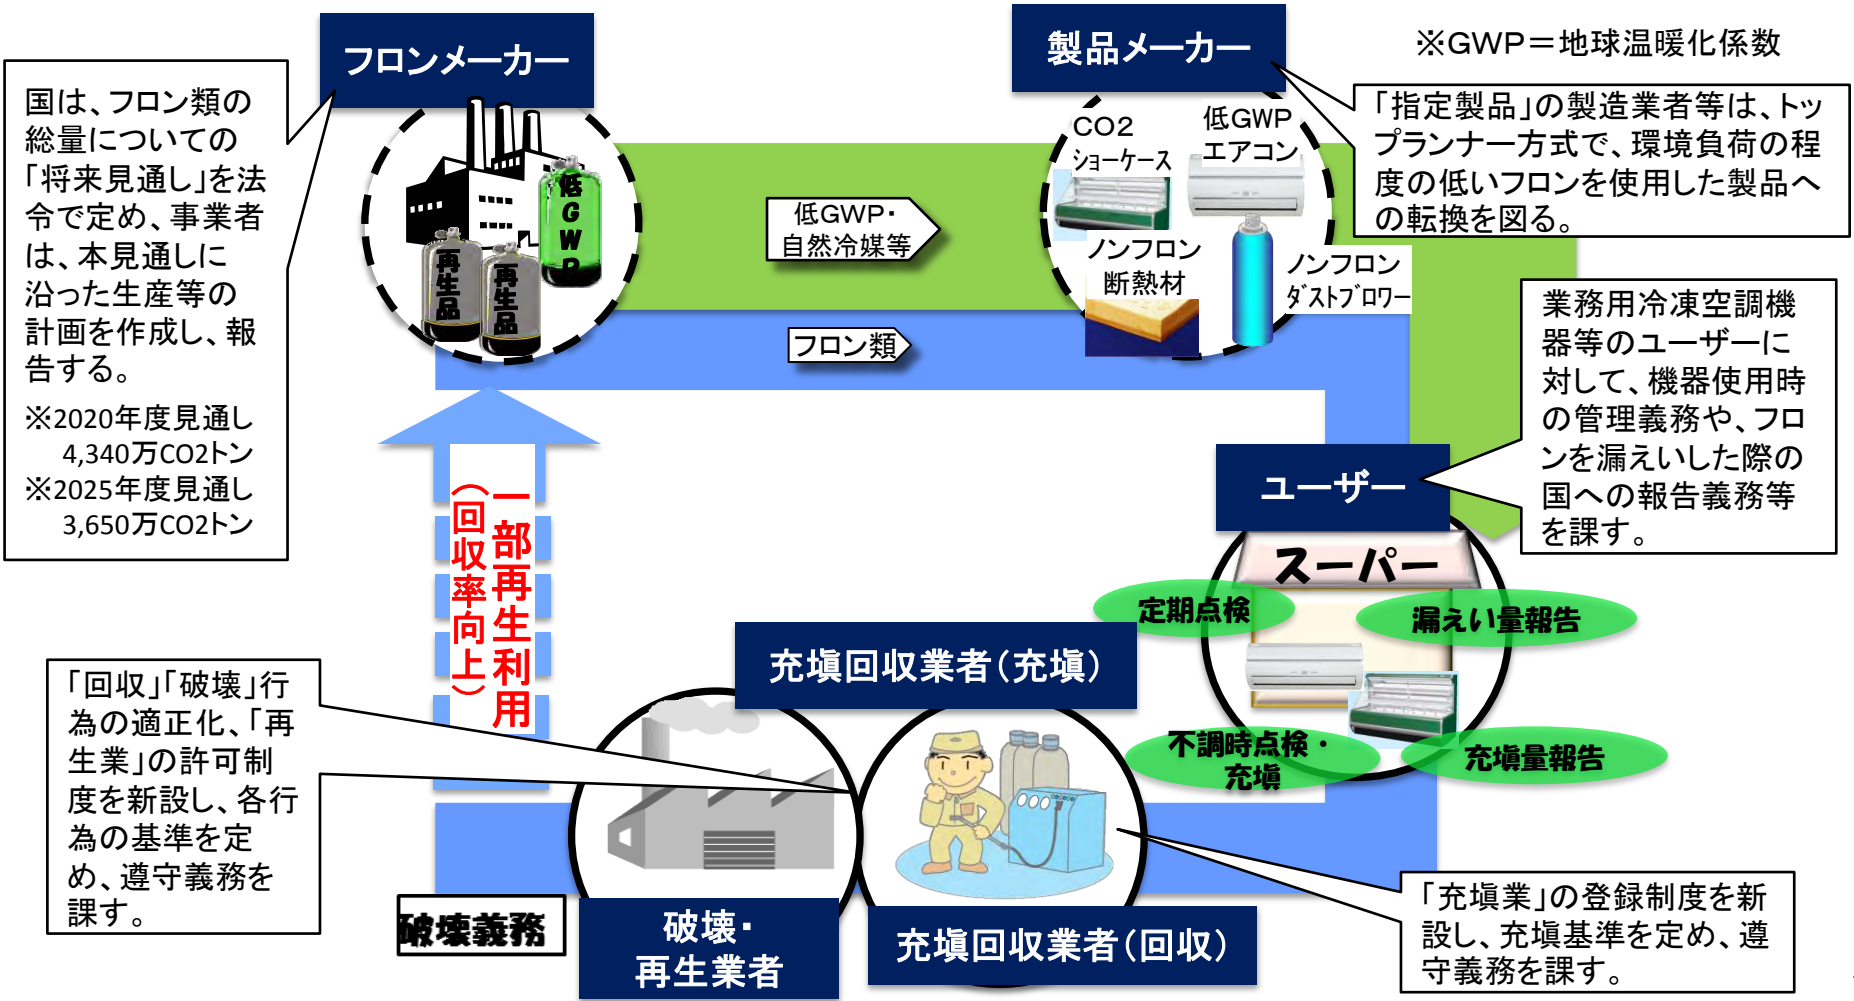 フロンメーカー
製品メーカー
※GWP＝地球温暖化係数
国は、フロン類の
総量についての
「将来見通し」を法
令で定め、事業者
は、本見通しに
沿った生産等の
計画を作成し、報
告する。
※2020年度見通し
4,340万CO2トン
※2025年度見通し
3,650万CO2トン
低GWP
再生品
再生品
低GWP・
自然冷媒等
フロン類
CO2
ショーケース
低GWP
エアコン
ノンフロン
断熱材
ノンフロン
ダストブロワー
「指定製品」の製造業者等は、トッ
プランナー方式で、環境負荷の程
度の低いフロンを使用した製品へ
の転換を図る。
業務用冷凍空調機
器等のユーザーに
対して、機器使用時
の管理義務や、フロ
ンを漏えいした際の
国への報告義務等
を課す。
ユーザー
スーパー
定期点検
漏えい量報告
不調時点検・
充塡
充塡量報告
一部再生利用
（回収率向上）
充塡回収業者（充塡）
「回収」「破壊」行
為の適正化、「再
生業」の許可制
度を新設し、各行
為の基準を定
め、遵守義務を
課す。
破壊義務
破壊・
再生業者
充塡回収業者（回収）
「充塡業」の登録制度を新
設し、充塡基準を定め、遵
守義務を課す。